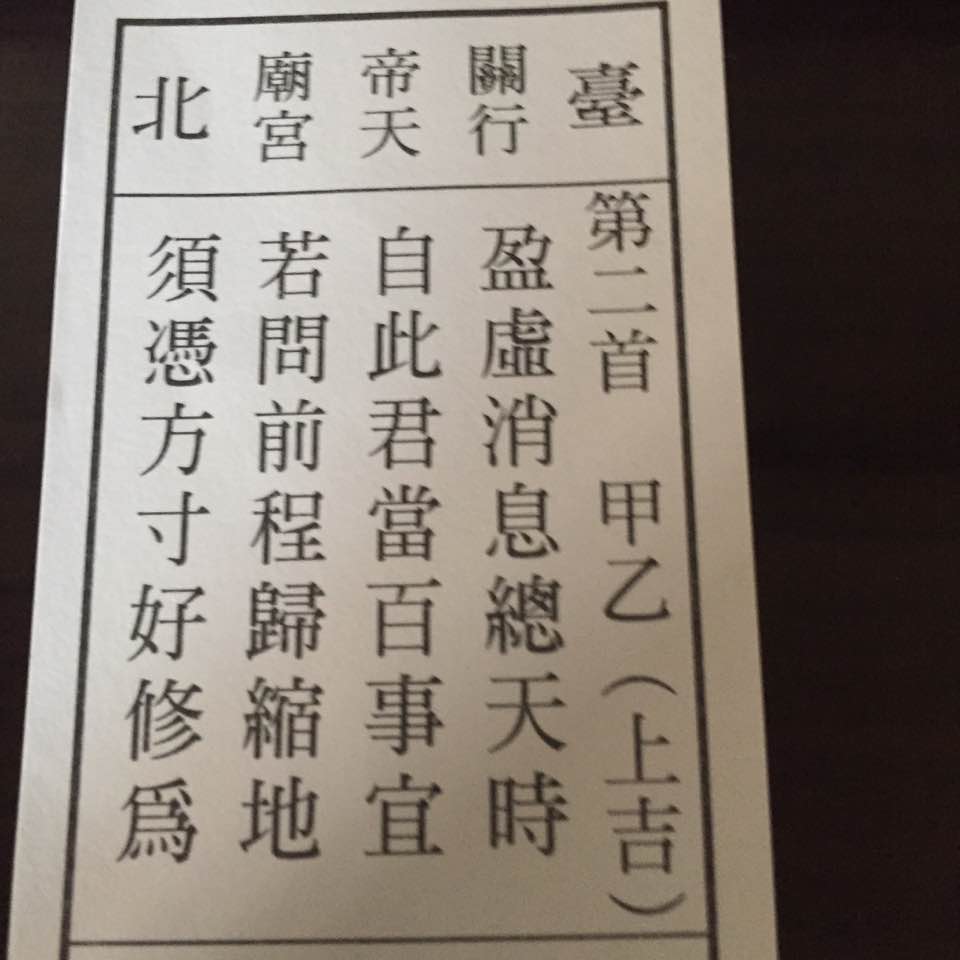 臺北
關帝廟
行天宮
第二首 甲乙(上吉)
盈虛消息總天時
自此君當百事宜
若問前程歸縮地
須憑方寸好修爲